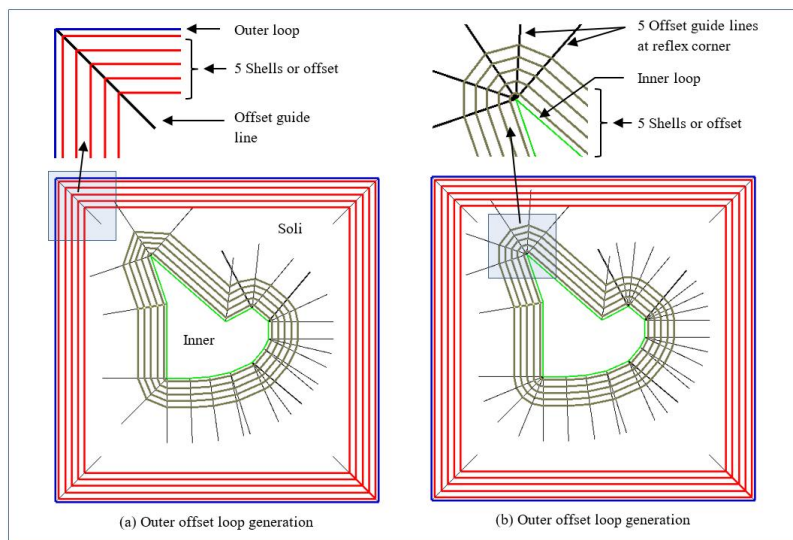 Outer loop
5 Shells or offset
Offset guide
line
5 Offset guide lines
at reflex corner
Inner loop
5 Shells or offset
Soli
Inner
(a) Outer offset loop generation
(b) Outer offset loop generation